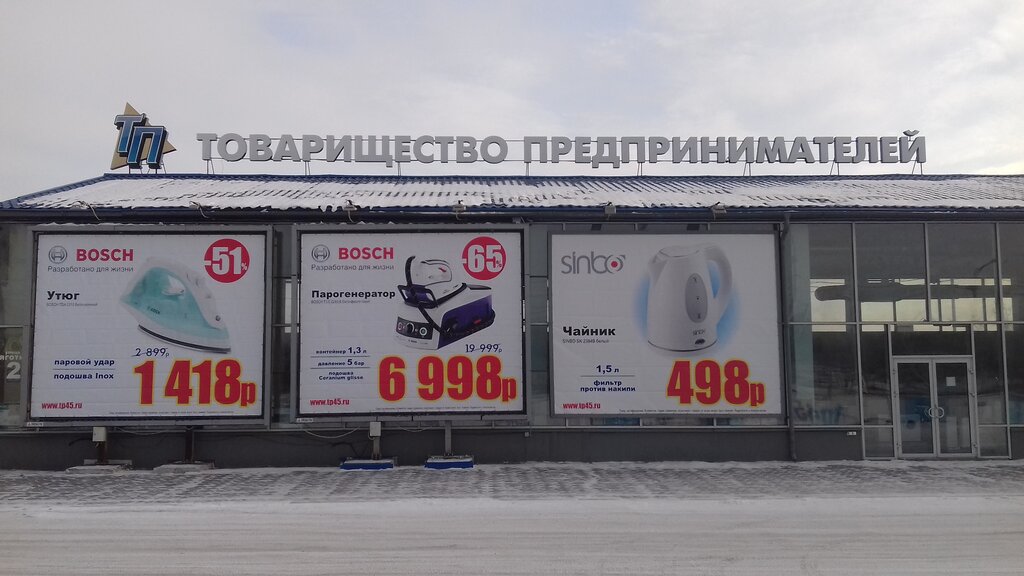 ТП
ТОВАРИЩЕСТВО ПРЕДПРИНИМАТЕЛЕЙ
BOSCH
Разработано для жизни
-51%
Утюг
2 899р
паровой удар
подошва Inox
1 418р
www.tp45.ru
BOSCH
Разработано для жизни
-65%
Парогенератор
19 999р
контейнер 1,3 л
давление 5 бар
подошва
Coranium glisse
6 998р
www.tp45.ru
sinbo
Чайник
1,5 л
фильтр
против накипи
498р
www.tp45.ru